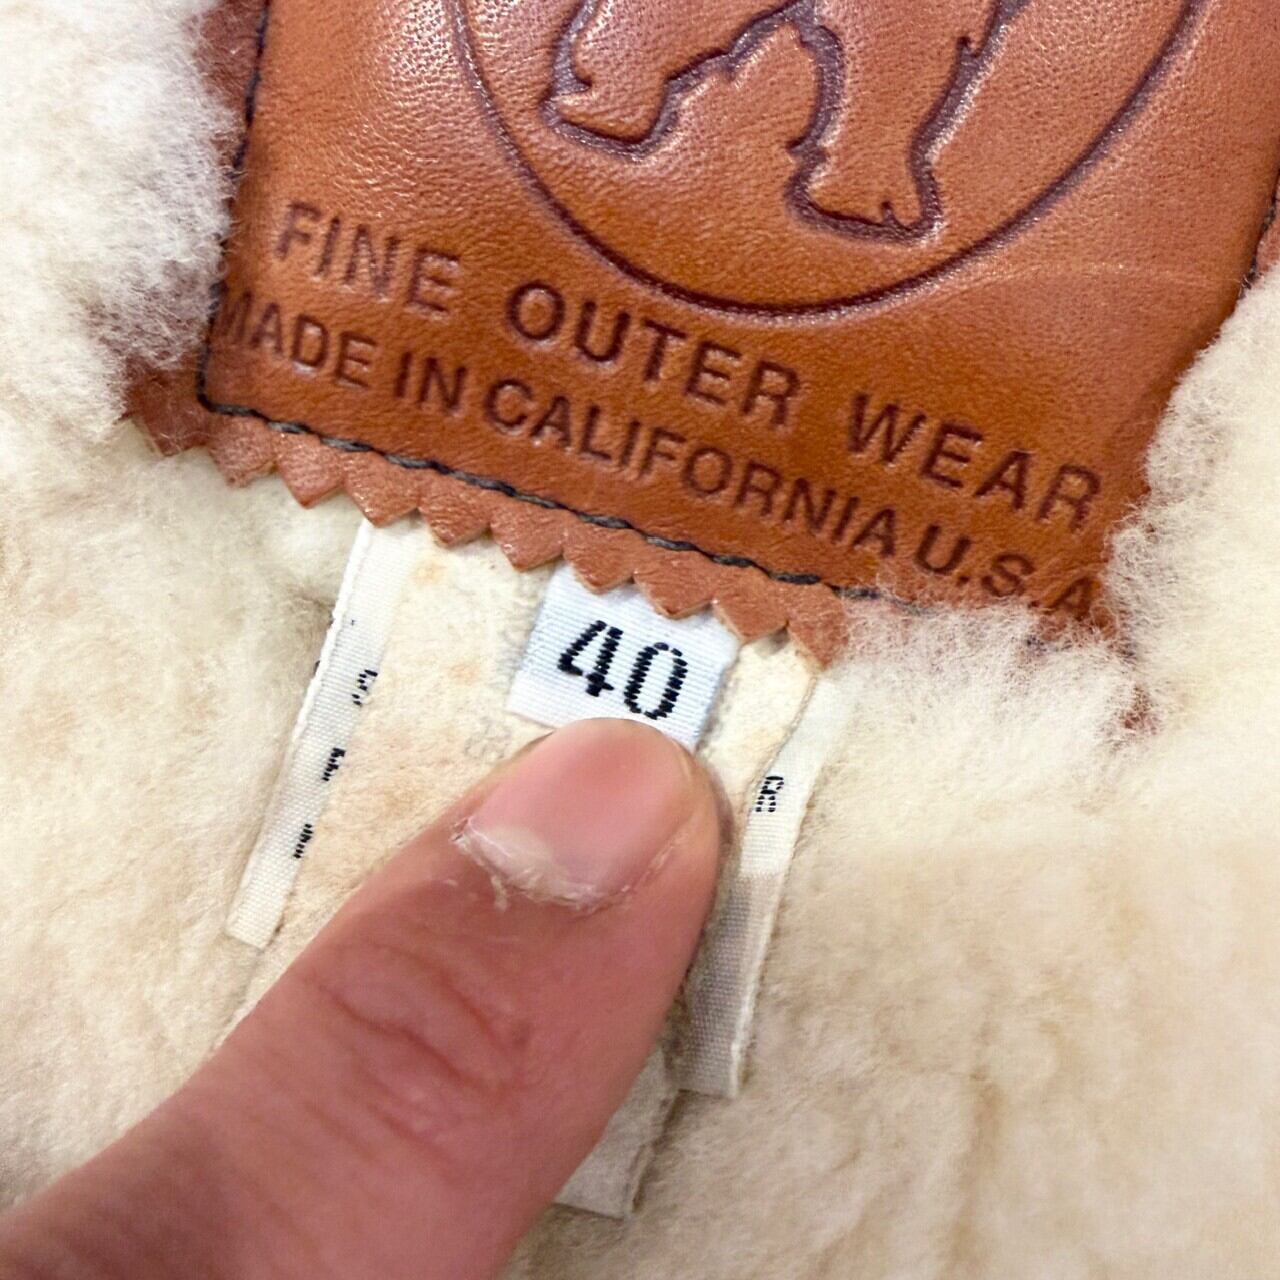 FINE OUTER WEAR
MADE IN CALIFORNIA U.S.A
40